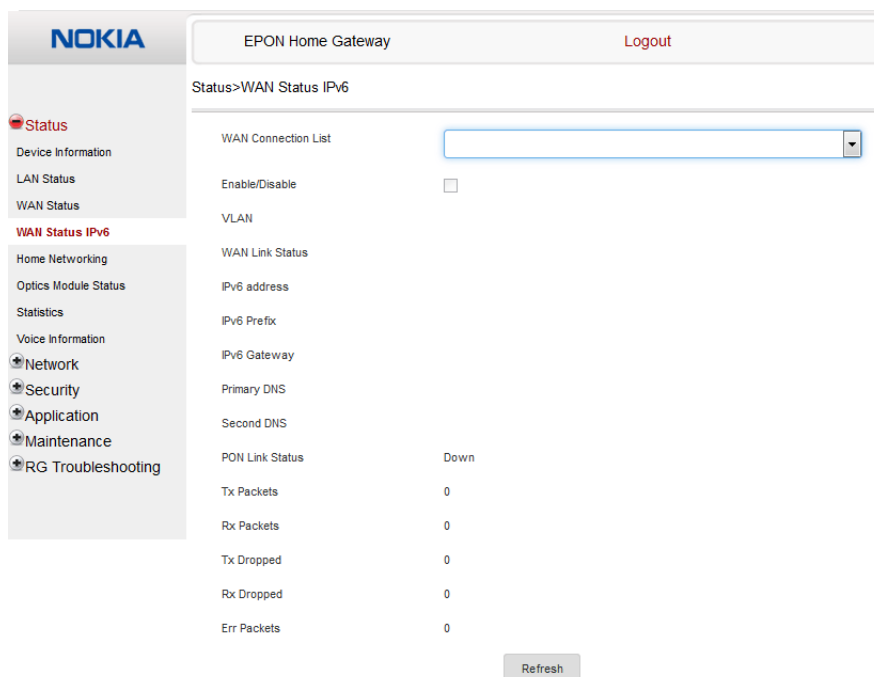 NOKIA
EPON Home Gateway
Logout
Status>WAN Status IPv6
Status
Device Information
LAN Status
WAN Status
WAN Status IPv6
Home Networking
Optics Module Status
Statistics
Voice Information
Network
Security
Application
Maintenance
RG Troubleshooting
WAN Connection List
Enable/Disable
VLAN
WAN Link Status
IPv6 address
IPv6 Prefix
IPv6 Gateway
Primary DNS
Second DNS
PON Link Status Down
Tx Packets 0
Rx Packets 0
Tx Dropped 0
Rx Dropped 0
Err Packets 0
Refresh